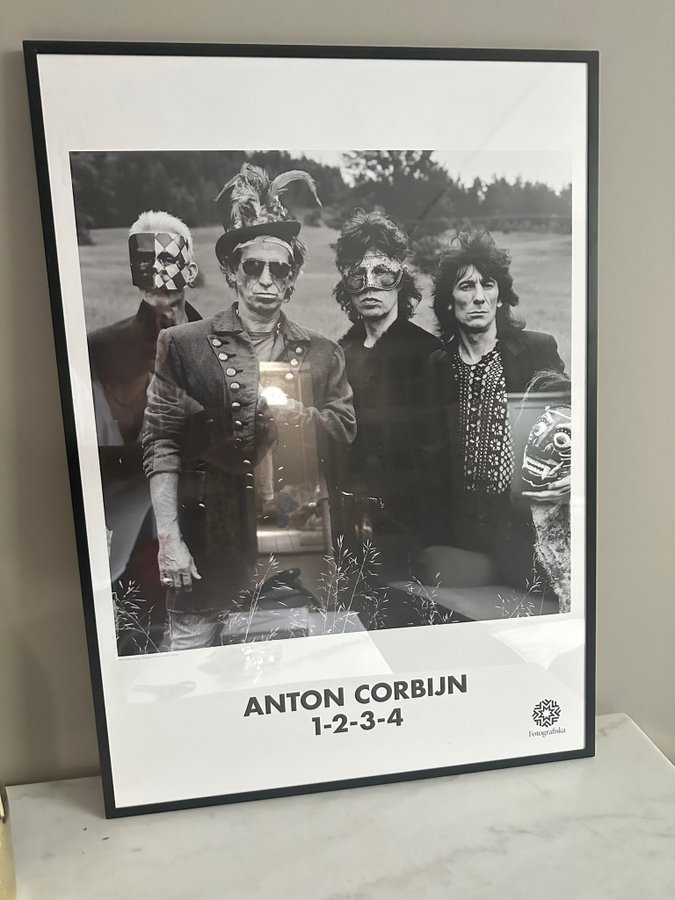 ANTON CORBIJN
1-2-3-4
Fotografiska